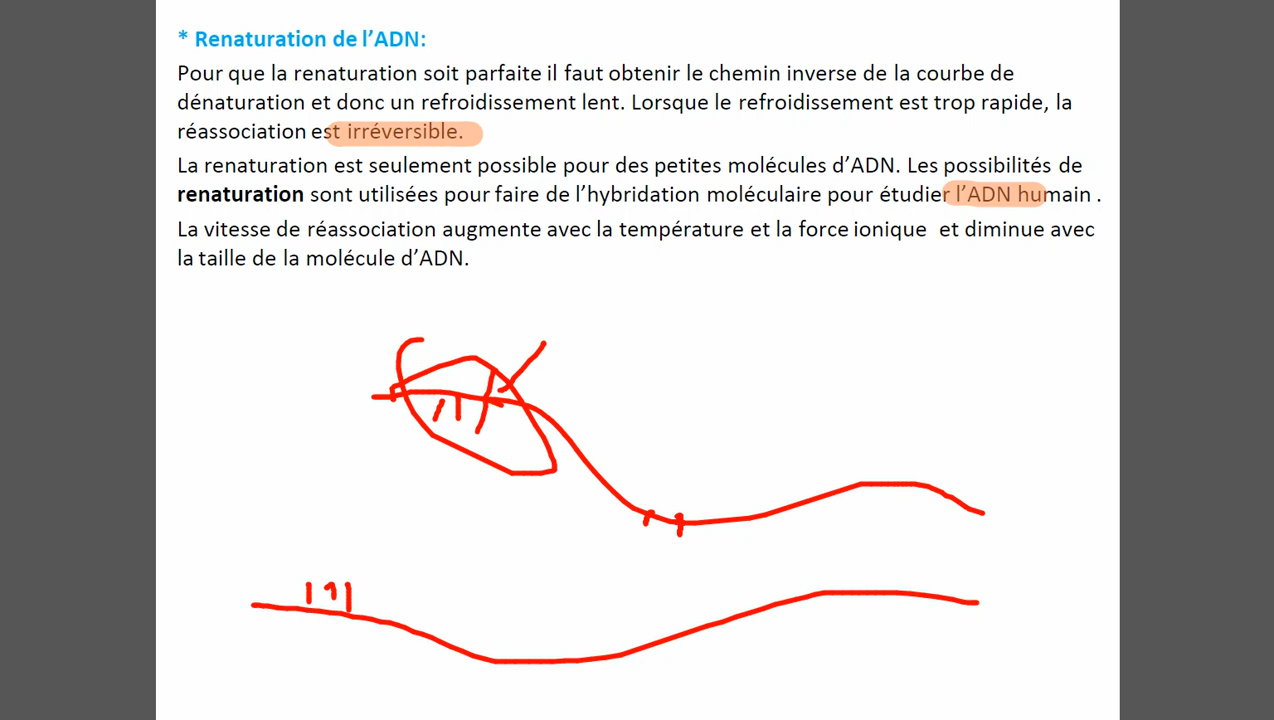 * Renaturation de l’ADN:
Pour que la renaturation soit parfaite il faut obtenir le chemin inverse de la courbe de
dénaturation et donc un refroidissement lent. Lorsque le refroidissement est trop rapide, la
réassociation est irréversible.
La renaturation est seulement possible pour des petites molécules d’ADN. Les possibilités de
renaturation sont utilisées pour faire de l’hybridation moléculaire pour étudier l’ADN humain .
La vitesse de réassociation augmente avec la température et la force ionique et diminue avec
la taille de la molécule d’ADN.